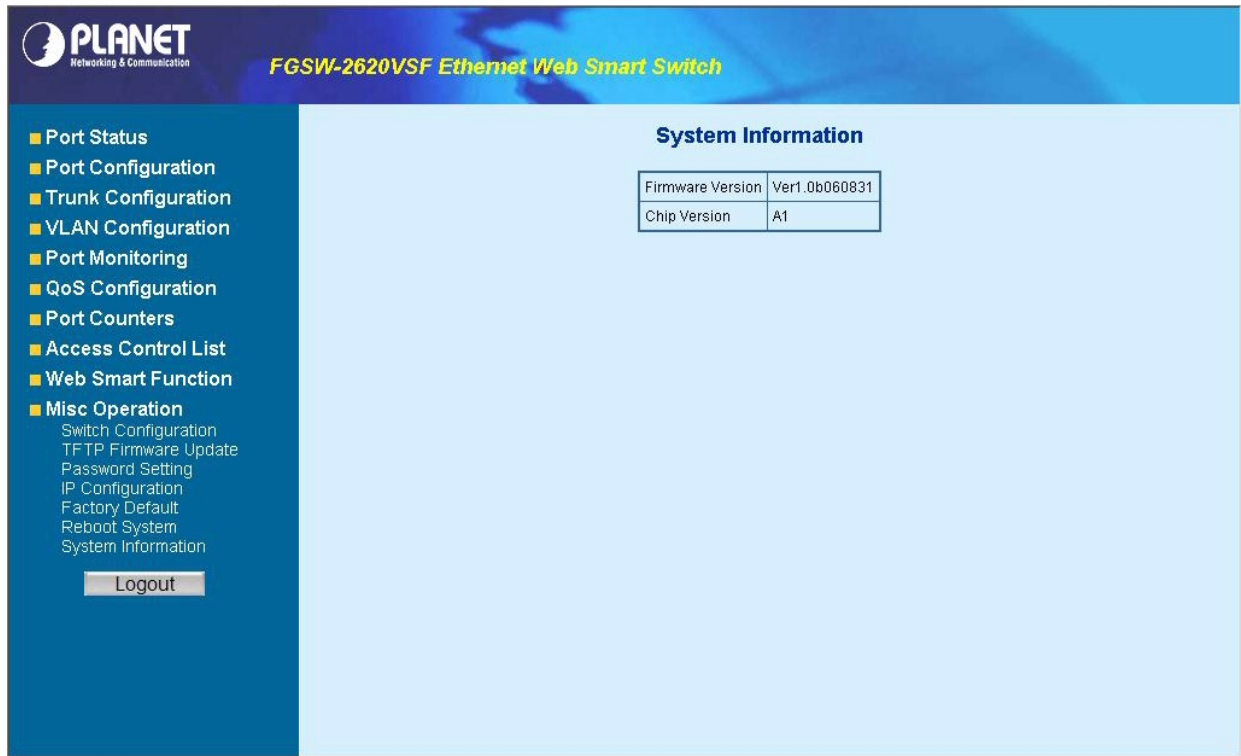 PLANET
Networking & Communication
FGSW-2620VSF Ethernet Web Smart Switch
Port Status
Port Configuration
Trunk Configuration
VLAN Configuration
Port Monitoring
QoS Configuration
Port Counters
Access Control List
Web Smart Function
Misc Operation
Switch Configuration
TFTP Firmware Update
Password Setting
IP Configuration
Factory Default
Reboot System
System Information
Logout
System Information
Firmware Version Ver1.0b060831
Chip Version A1